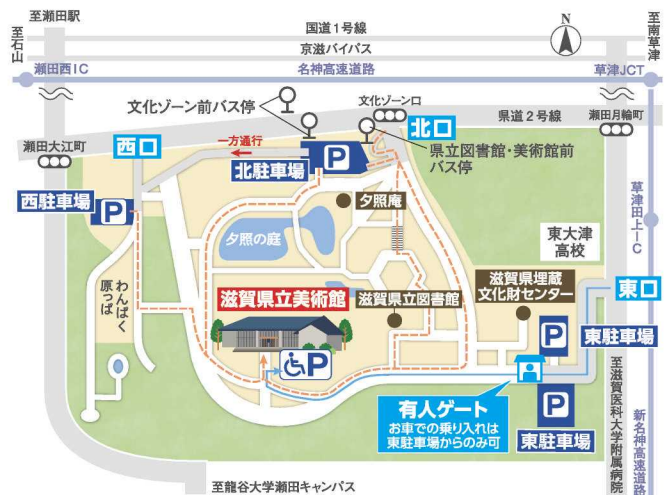 至瀬田駅
国道1号線
N
至石山
京滋バイパス
至南草津
瀬田西IC
名神高速道路
草津JCT
文化ゾーン前バス停
文化ゾーン口
県道2号線
瀬田月輪町
瀬田大江町
西口
一方通行
北口
P
北駐車場
県立図書館・美術館前
バス停
西駐車場
P
夕照庵
草津田上IC
夕照の庭
東大津
高校
わんぱく
原っぱ
滋賀県立美術館
滋賀県立図書館
滋賀県埋蔵
文化財センター
東口
P
東駐車場
P
有人ゲート
お車での乗り入れは
東駐車場からのみ可
P
東駐車場
至滋賀医科大学附属病院
新名神高速道路
至龍谷大学瀬田キャンパス